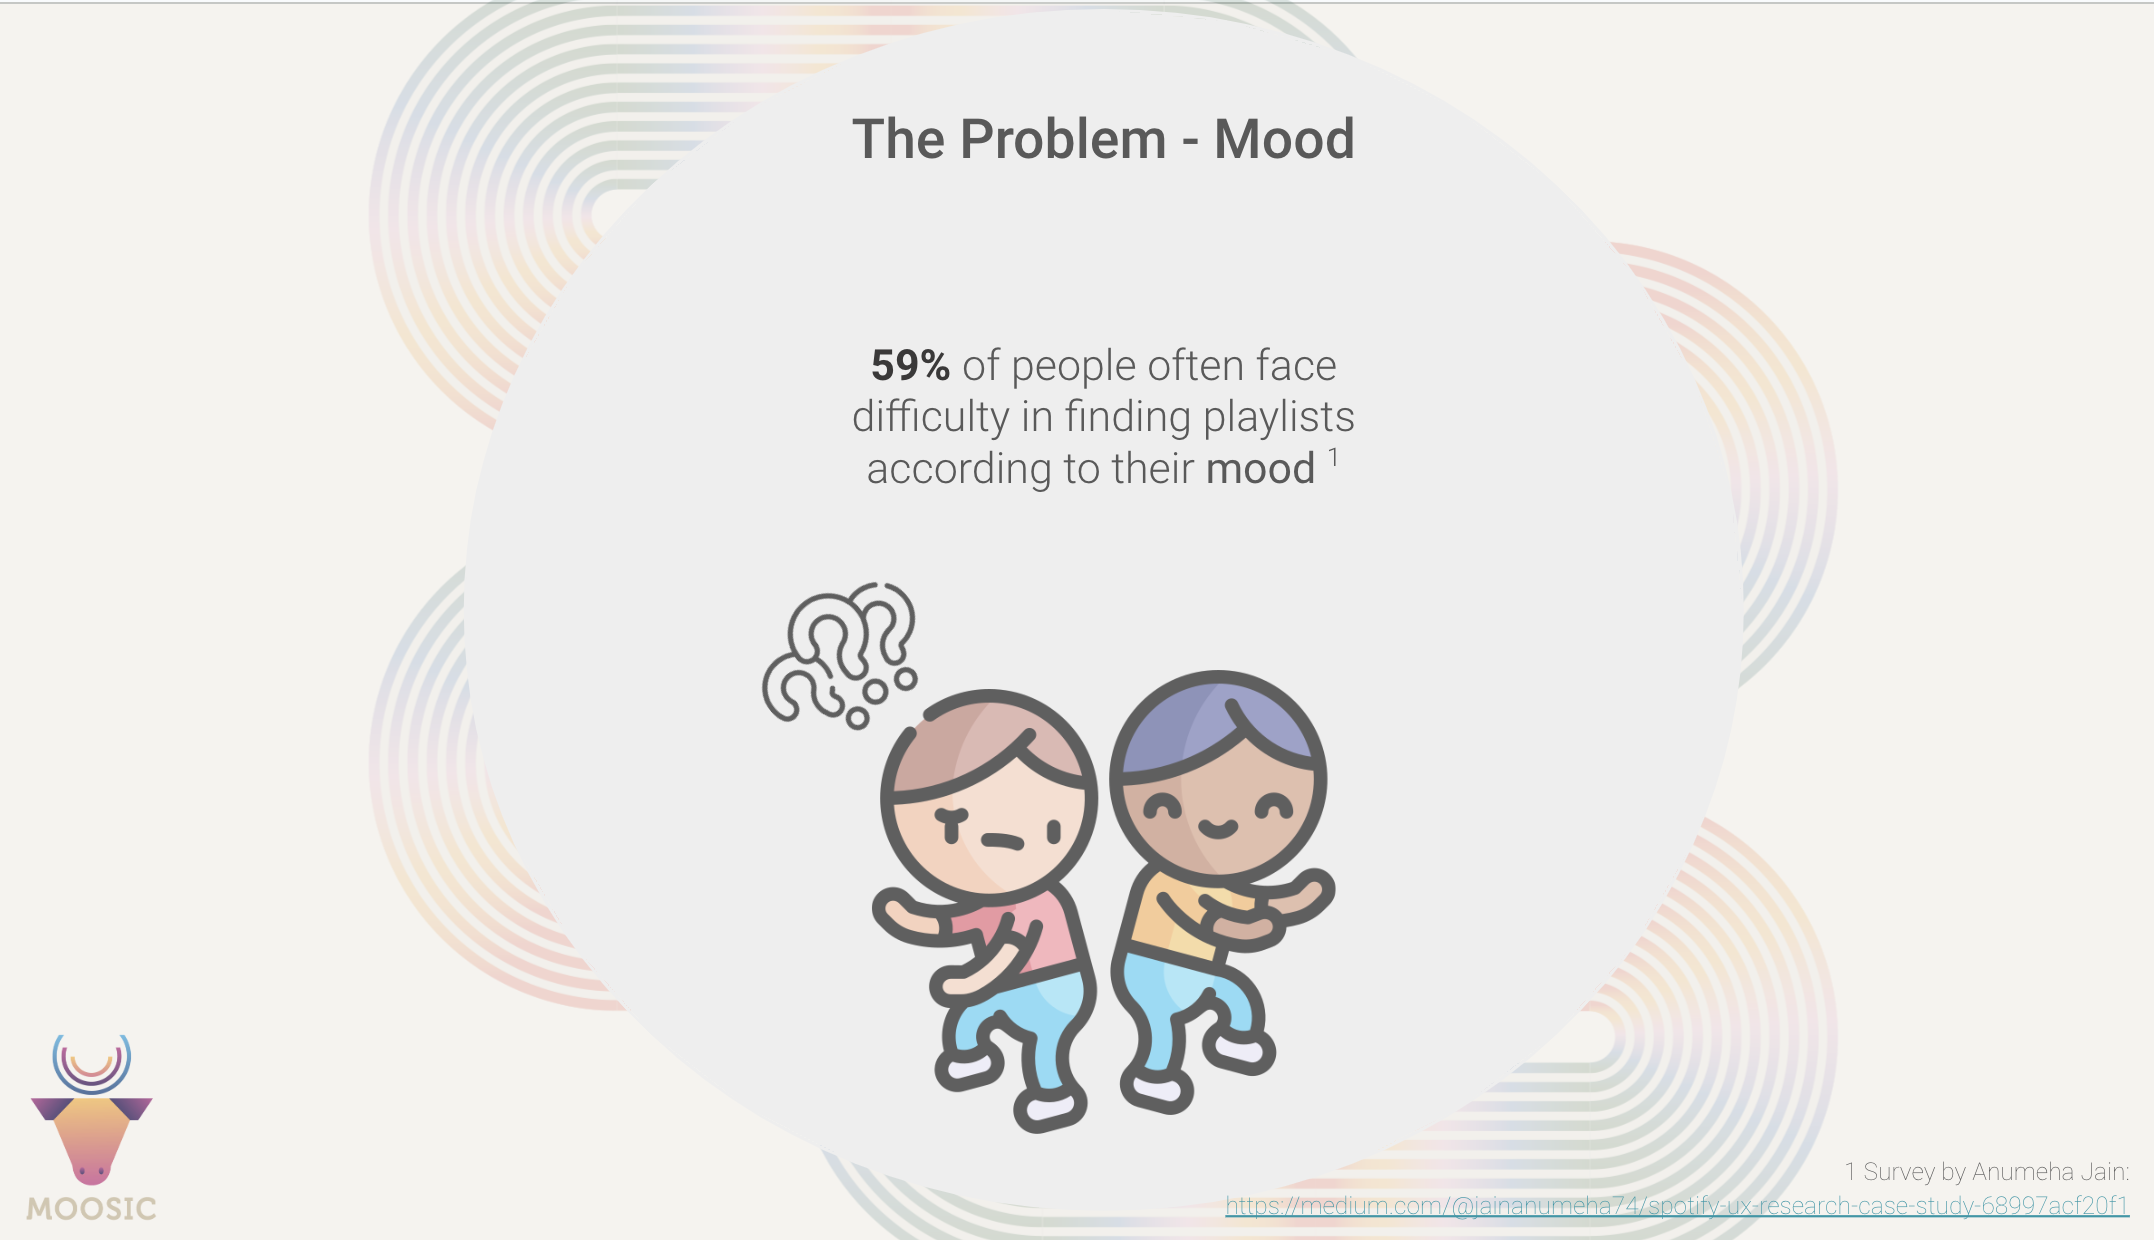 The Problem - Mood
59% of people often face
difficulty in finding playlists
according to their mood 1
MOOSIC
1 Survey by Anumeha Jain:
https://medium.com/@jainanumeha74/spotify-ux-research-case-study-68997acf20f1